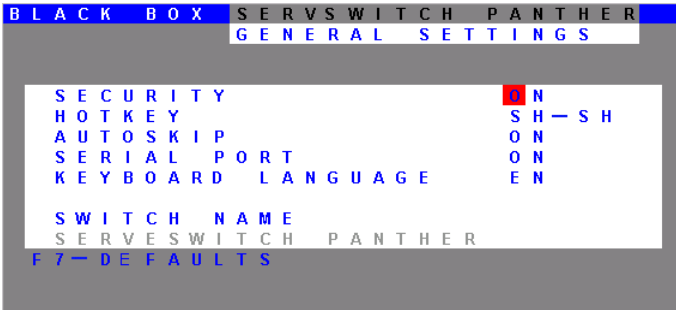 BLACK BOX SERVSWITCH PANTHER
GENERAL SETTINGS
SECURITY ON
HOTKEY SH—SH
AUTOSKIP ON
SERIAL PORT ON
KEYBOARD LANGUAGE EN
SWITCH NAME
SERVESWITCH PANTHER
F7—DEFAULTS